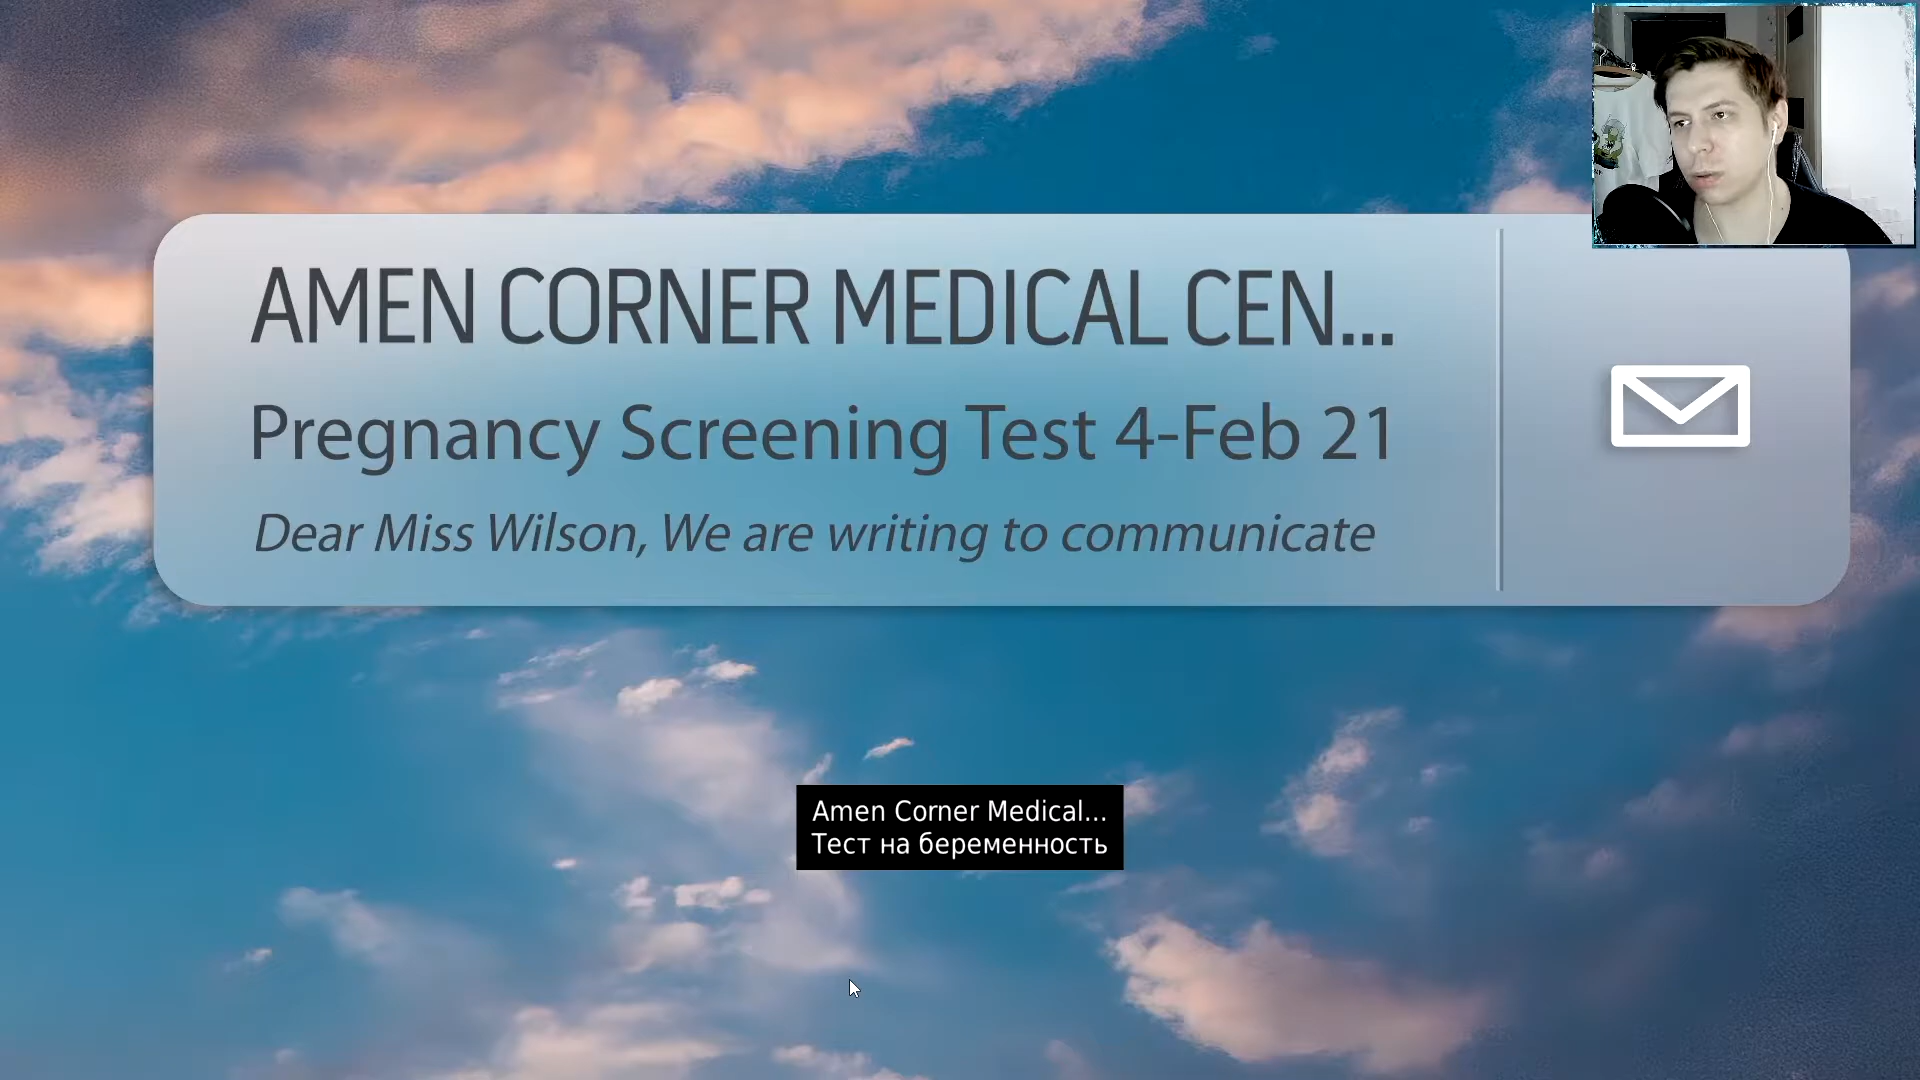 AMEN CORNER MEDICAL CEN...
Pregnancy Screening Test 4-Feb 21
Dear Miss Wilson, We are writing to communicate
Amen Corner Medical...
Тест на беременность